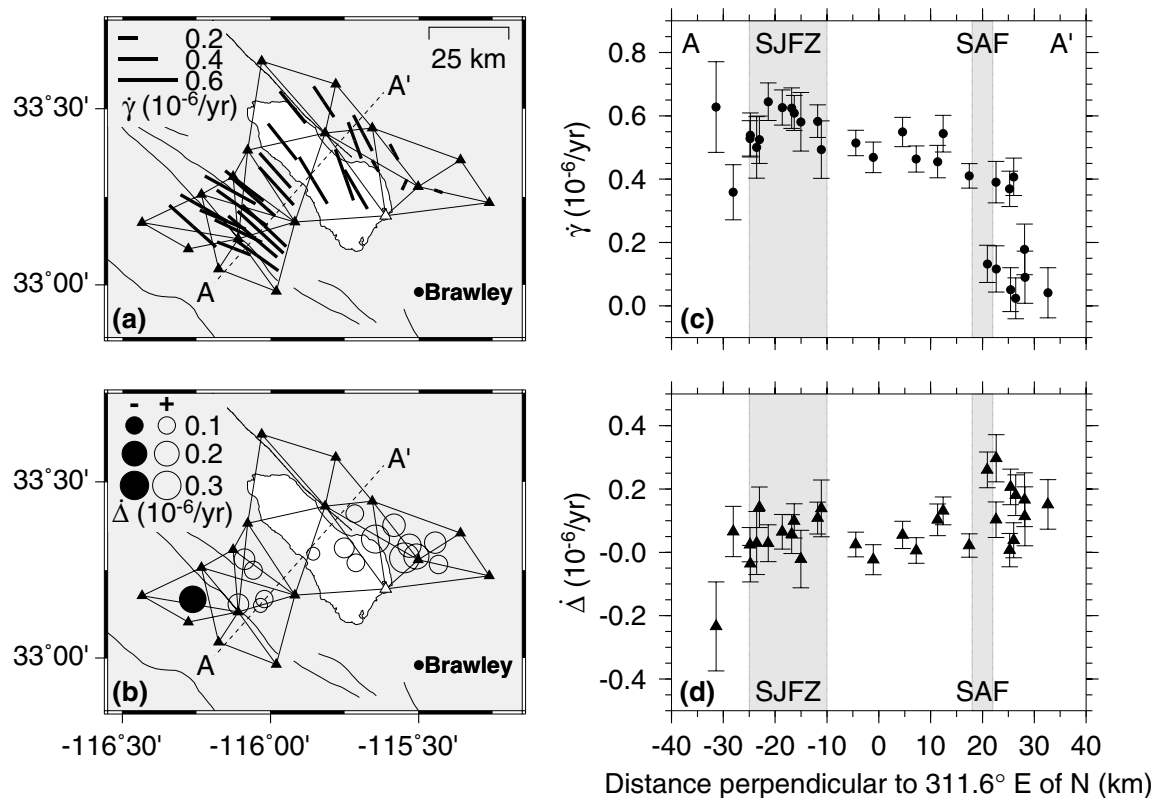 0.2
0.4
0.6
γ̇ (10-6/yr)
25 km
A'
A
33°30'
33°00'
Brawley
(a)
- +
0.1
0.2
0.3
Δ̇ (10-6/yr)
A'
A
33°30'
33°00'
Brawley
(b)
-116°30' -116°00' -115°30'
A SJFZ SAF A'
0.8
0.6
0.4
0.2
0.0
γ̇ (10-6/yr)
(c)
0.4
0.2
-0.0
-0.2
-0.4
Δ̇ (10-6/yr)
(d) SJFZ SAF
-40 -30 -20 -10 0 10 20 30 40
Distance perpendicular to 311.6° E of N (km)